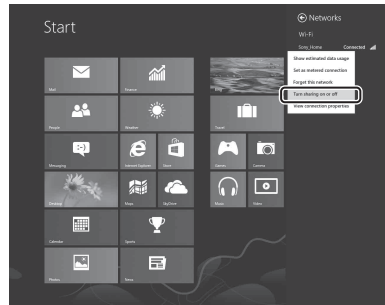 Start
Networks
Wi-Fi
Sony_Home Connected
Show estimated data usage
Set as metered connection
Forget this network
Turn sharing on or off
View connection properties
Mail
Finance
People
Weather
Travel
Messaging
Internet Explorer
Store
Games
Camera
Desktop
Maps
SkyDrive
Music
Video
Calendar
Sports
Photos
News